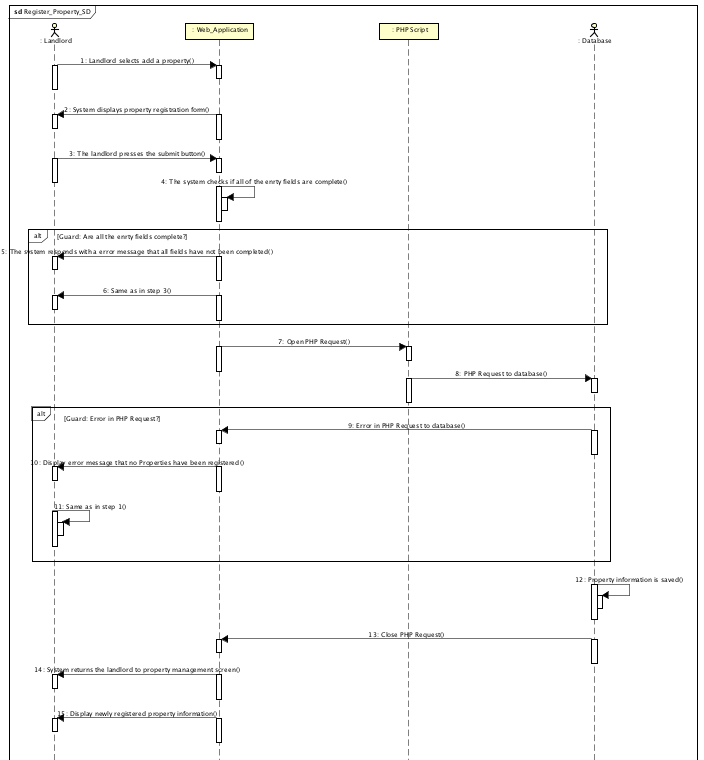 sd Register_Property_SD
: Landlord
: Web_Application
: PHP Script
: Database
1: Landlord selects add a property()
2: System displays property registration form()
3: The landlord presses the submit button()
4: The system checks if all of the enrty fields are complete()
alt
[Guard: Are all the enrty fields complete?]
5: The system responds with a error message that all fields have not been completed()
6: Same as in step 3()
7: Open PHP Request()
8: PHP Request to database()
alt
[Guard: Error in PHP Request?]
9: Error in PHP Request to database()
10: Display error message that no Properties have been registered()
11: Same as in step 1()
12: Property information is saved()
13: Close PHP Request()
14: System returns the landlord to property management screen()
15: Display newly registered property information()